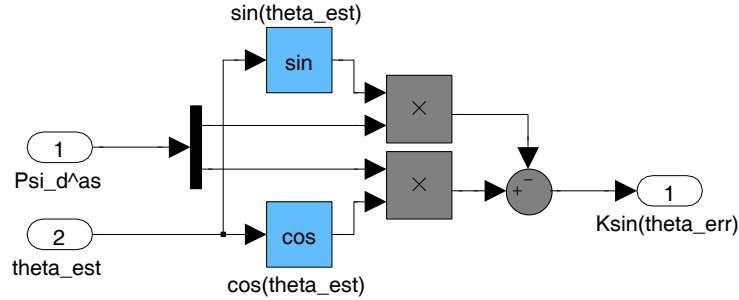 sin(theta_est)
sin
×
1
Psi_d^as
×
−
+
1
Ksin(theta_err)
2
theta_est
cos
cos(theta_est)